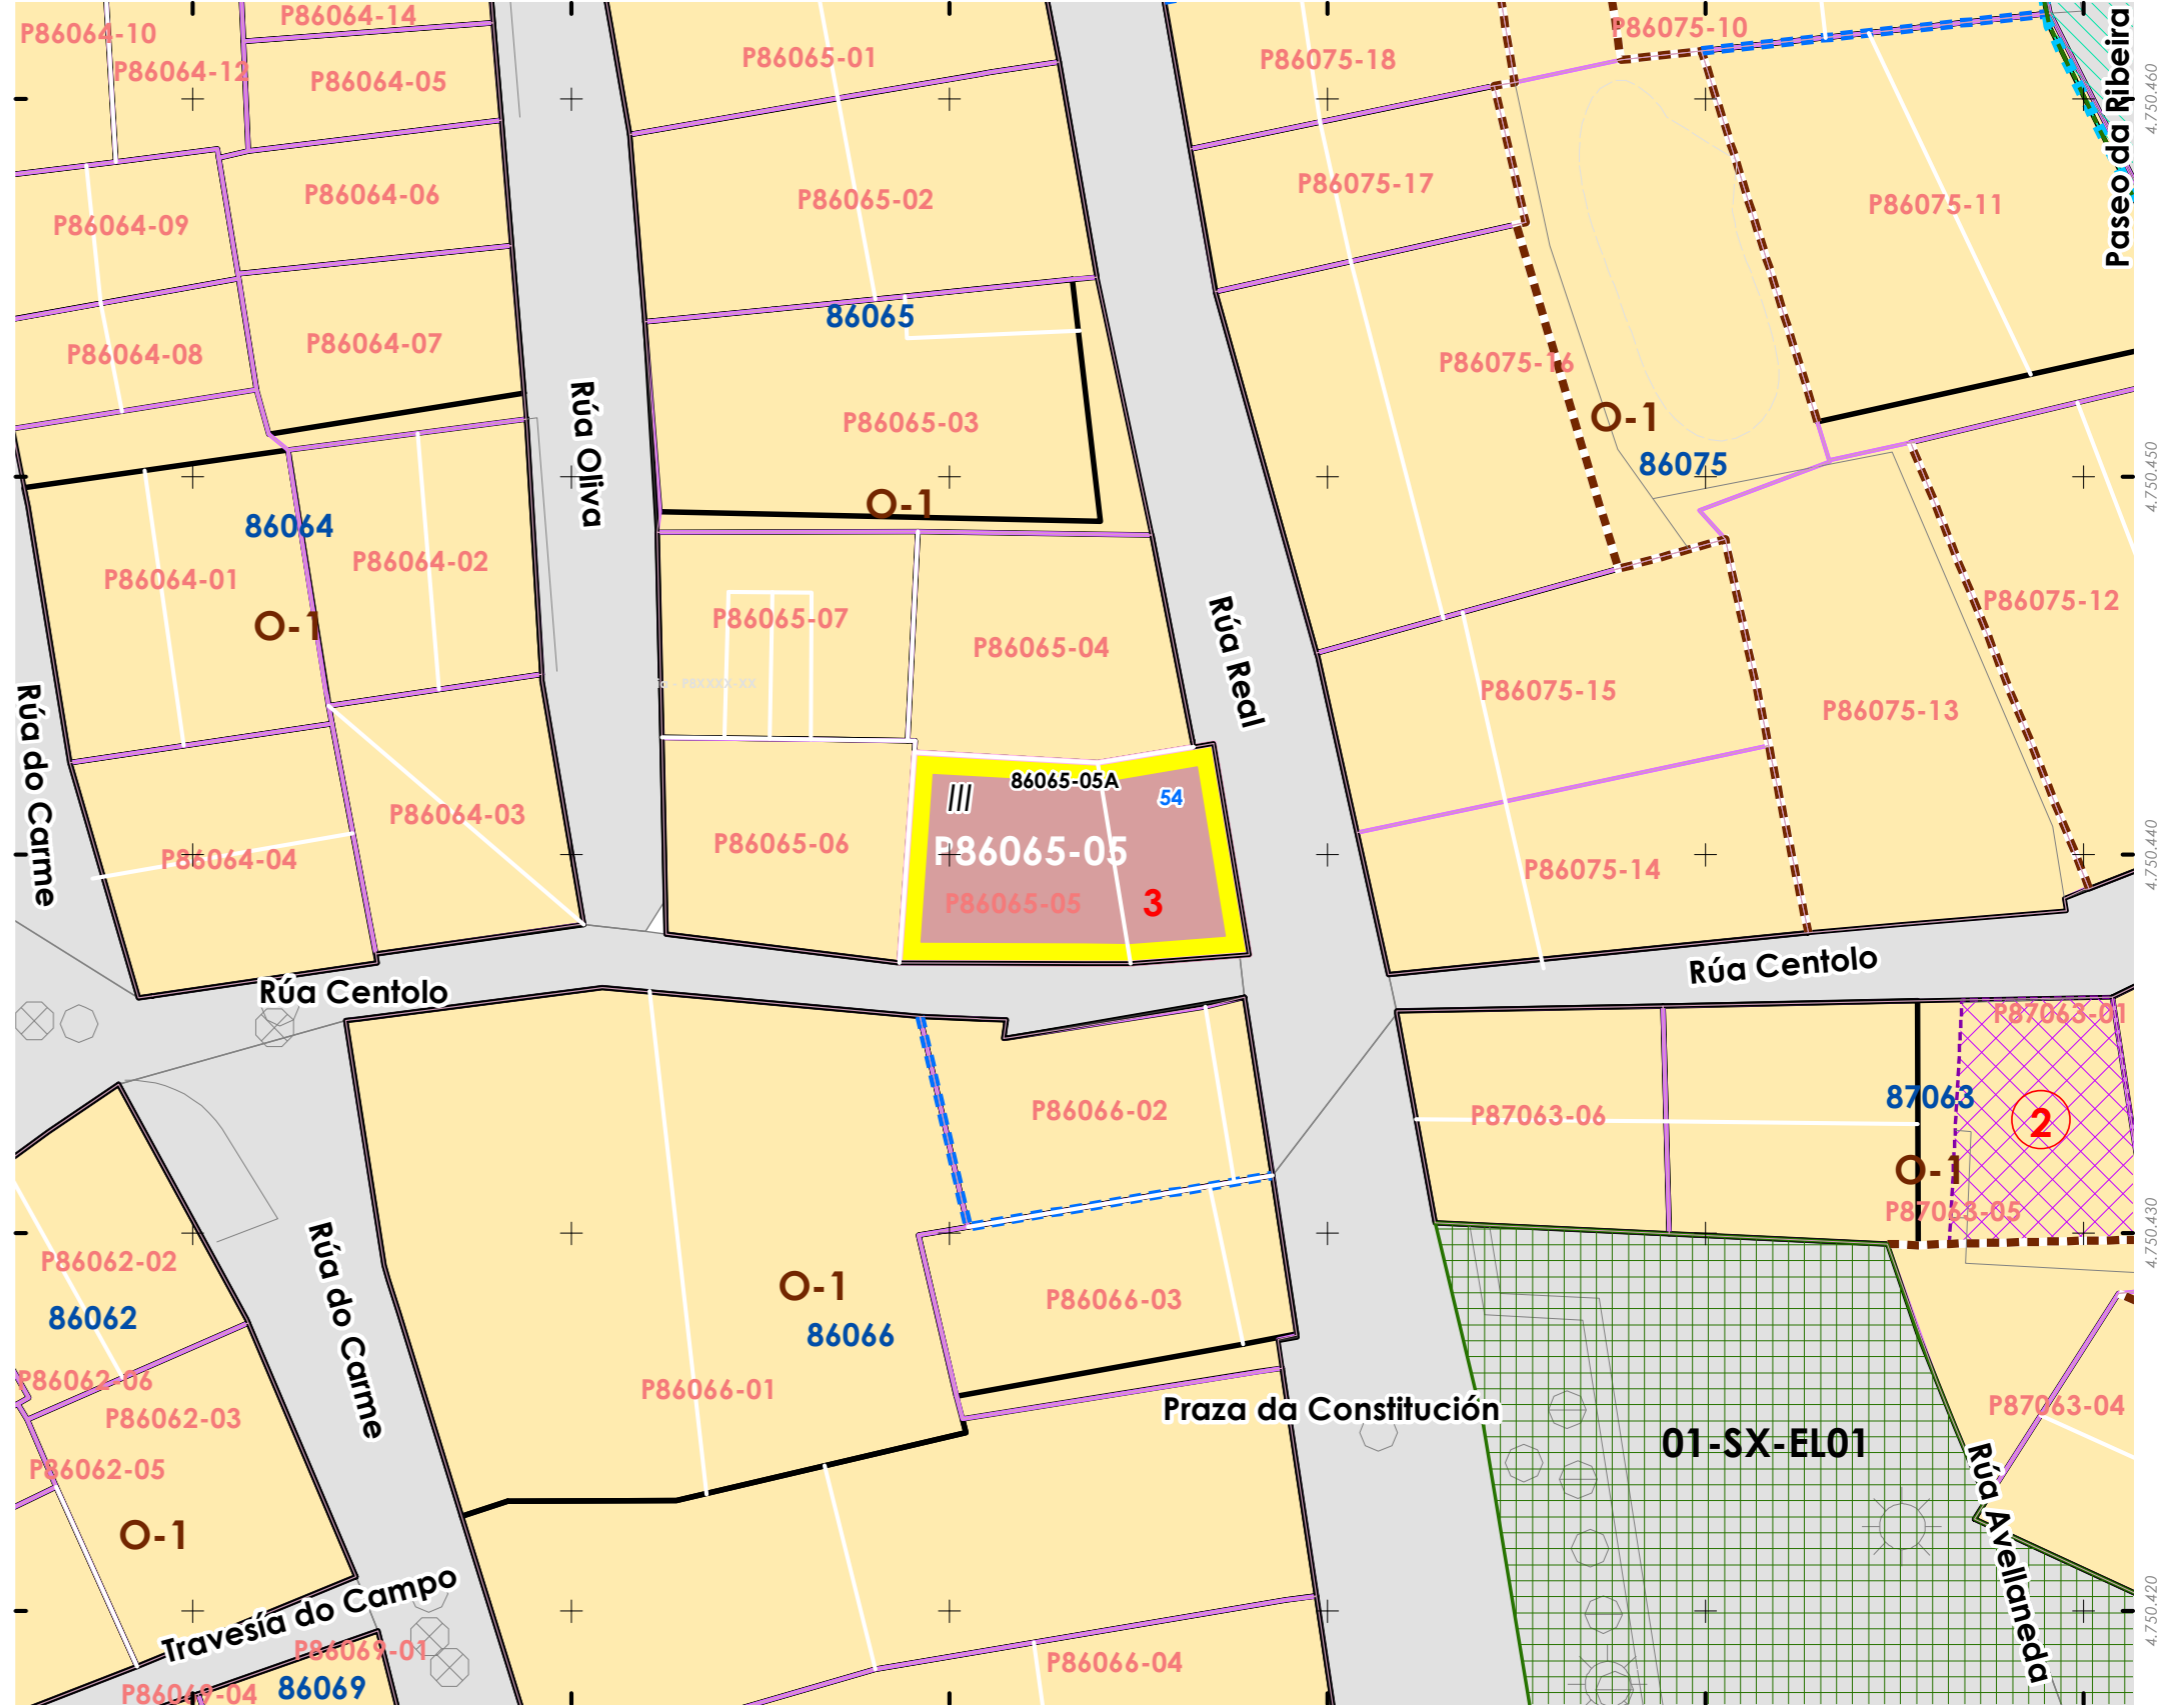 P86064-14
P86064-10
P86064-12
P86064-05
P86065-01
P86075-18
P86075-10
Paseo da Ribeira
4.750.460
P86064-06
P86064-09
P86065-02
P86075-17
P86075-11
P86064-08
P86064-07
86065
P86075-16
Rúa Oliva
P86065-03
O-1
86075
4.750.450
O-1
86064
P86064-01
P86064-02
O-1
P86065-07
P86065-04
Rúa Real
P86075-12
P86075-15
P86075-13
Rúa do Carme
86065-05A
III
54
P86065-05
P86065-05
3
P86065-06
P86064-03
P86064-04
P86075-14
4.750.440
Rúa Centolo
Rúa Centolo
P87063-01
P86066-02
P87063-06
87063
2
O-1
P87063-05
4.750.430
P86062-02
86062
Rúa do Carme
O-1
86066
P86066-03
P86062-06
P86062-03
P86062-05
P86066-01
Praza da Constitución
01-SX-EL01
P87063-04
Rúa Avellaneda
O-1
Travesía do Campo
4.750.420
P86069-01
86069
P86069-04
P86066-04